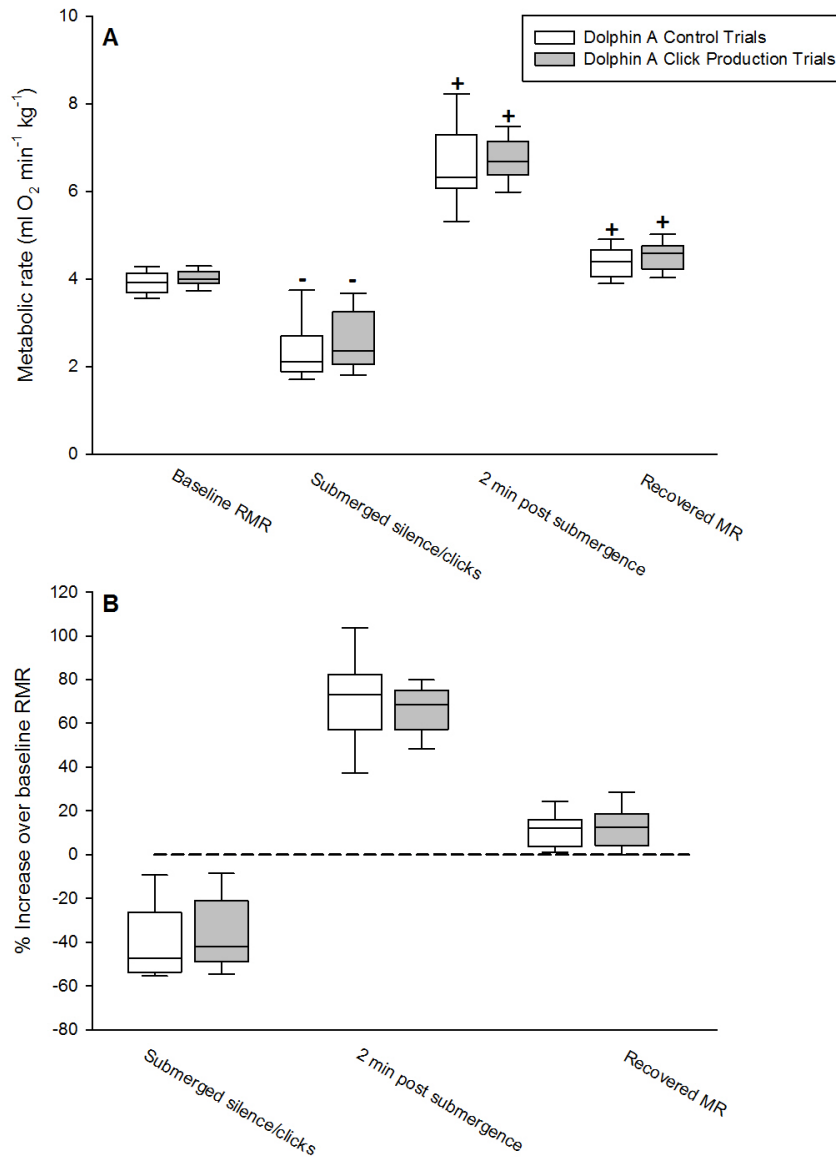 A
Dolphin A Control Trials
Dolphin A Click Production Trials
Metabolic rate (ml O2 min-1 kg-1)
10
8
6
4
2
0
+
+
-
-
+
+
Baseline RMR
Submerged silence/clicks
2 min post submergence
Recovered MR
B
% Increase over baseline RMR
120
100
80
60
40
20
0
-20
-40
-60
-80
Submerged silence/clicks
2 min post submergence
Recovered MR